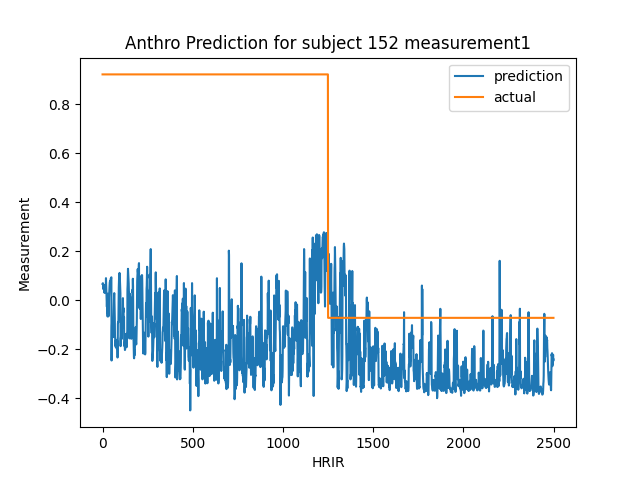 Anthro Prediction for subject 152 measurement1
prediction
actual
Measurement
0.8
0.6
0.4
0.2
0.0
−0.2
−0.4
0 500 1000 1500 2000 2500
HRIR